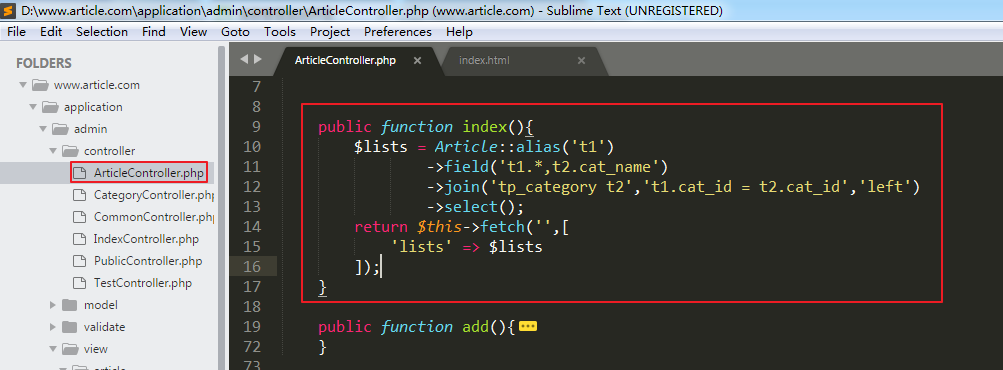 D:\www.article.com\application\admin\controller\ArticleController.php (www.article.com) - Sublime Text (UNREGISTERED)
File Edit Selection Find View Goto Tools Project Preferences Help
FOLDERS
www.article.com
application
admin
controller
ArticleController.php
CategoryController.php
CommonController.php
IndexController.php
PublicController.php
TestController.php
model
validate
view
article
ArticleController.php × index.html ×
7
8
9 public function index(){
10 $lists = Article::alias('t1')
11 ->field('t1.*,t2.cat_name')
12 ->join('tp_category t2','t1.cat_id = t2.cat_id','left')
13 ->select();
14 return $this->fetch('',[
15 'lists' => $lists
16 ]);
17 }
18
19 public function add(){
72 }
73